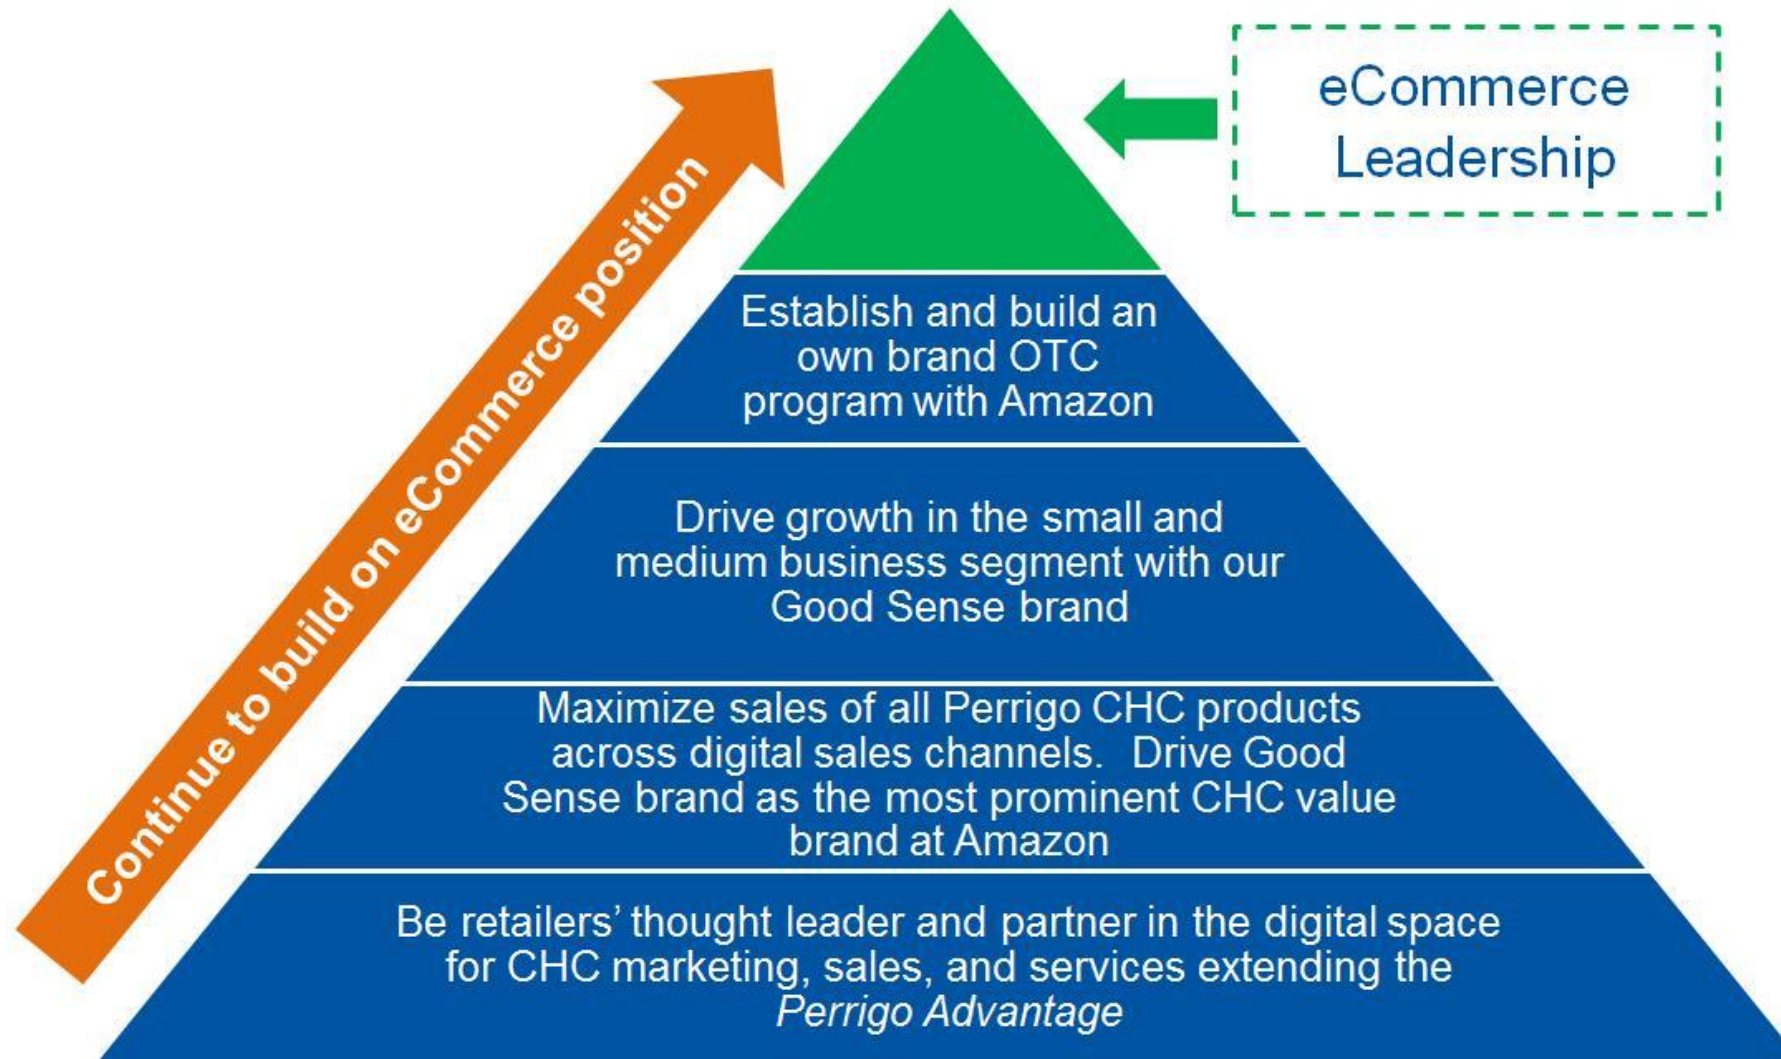 eCommerce
Leadership
Continue to build on eCommerce position
Establish and build an
own brand OTC
program with Amazon
Drive growth in the small and
medium business segment with our
Good Sense brand
Maximize sales of all Perrigo CHC products
across digital sales channels.  Drive Good
Sense brand as the most prominent CHC value
brand at Amazon
Be retailers’ thought leader and partner in the digital space
for CHC marketing, sales, and services extending the
Perrigo Advantage